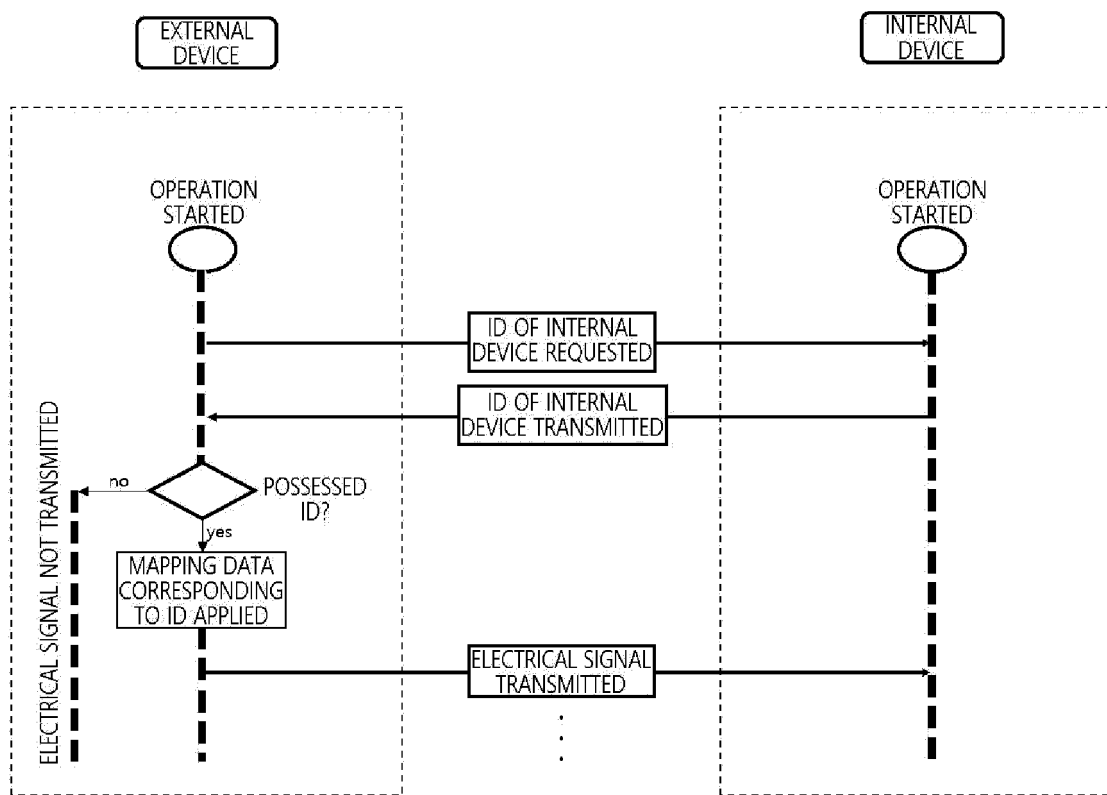 EXTERNAL
DEVICE
INTERNAL
DEVICE
OPERATION
STARTED
OPERATION
STARTED
ID OF INTERNAL
DEVICE REQUESTED
ID OF INTERNAL
DEVICE TRANSMITTED
no
POSSESSED
ID?
yes
MAPPING DATA
CORRESPONDING
TO ID APPLIED
ELECTRICAL SIGNAL NOT TRANSMITTED
ELECTRICAL SIGNAL
TRANSMITTED